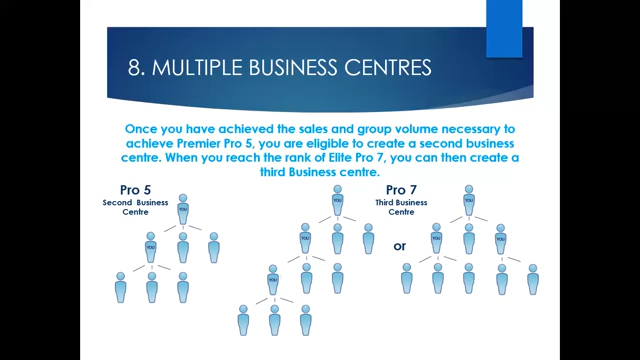 8. MULTIPLE BUSINESS CENTRES
Once you have achieved the sales and group volume necessary to
achieve Premier Pro 5, you are eligible to create a second business
centre. When you reach the rank of Elite Pro 7, you can then create a
third Business centre.
Pro 5
Second Business
Centre
YOU
YOU
YOU
YOU
YOU
Pro 7
Third Business
Centre
or
YOU
YOU
YOU